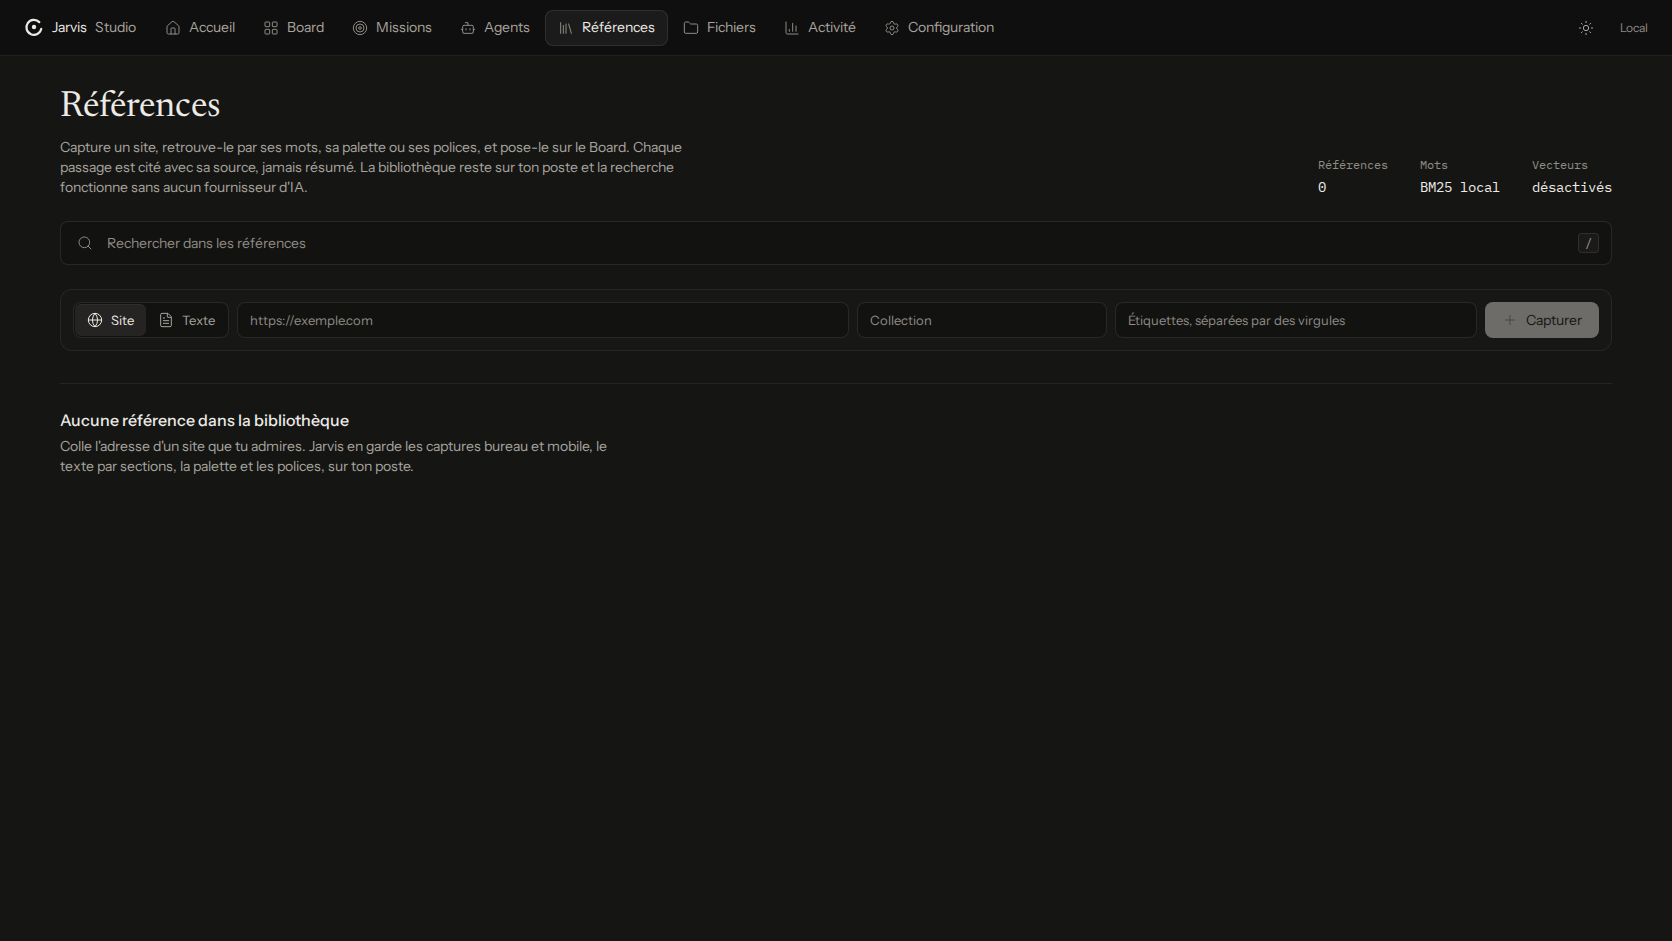 Jarvis Studio Accueil Board Missions Agents Références Fichiers Activité Configuration Local
Références
Capture un site, retrouve-le par ses mots, sa palette ou ses polices, et pose-le sur le Board. Chaque
passage est cité avec sa source, jamais résumé. La bibliothèque reste sur ton poste et la recherche
fonctionne sans aucun fournisseur d'IA.
Références Mots Vecteurs
0 BM25 local désactivés
Rechercher dans les références /
Site Texte https://exemple.com Collection Étiquettes, séparées par des virgules + Capturer
Aucune référence dans la bibliothèque
Colle l'adresse d'un site que tu admires. Jarvis en garde les captures bureau et mobile, le
texte par sections, la palette et les polices, sur ton poste.